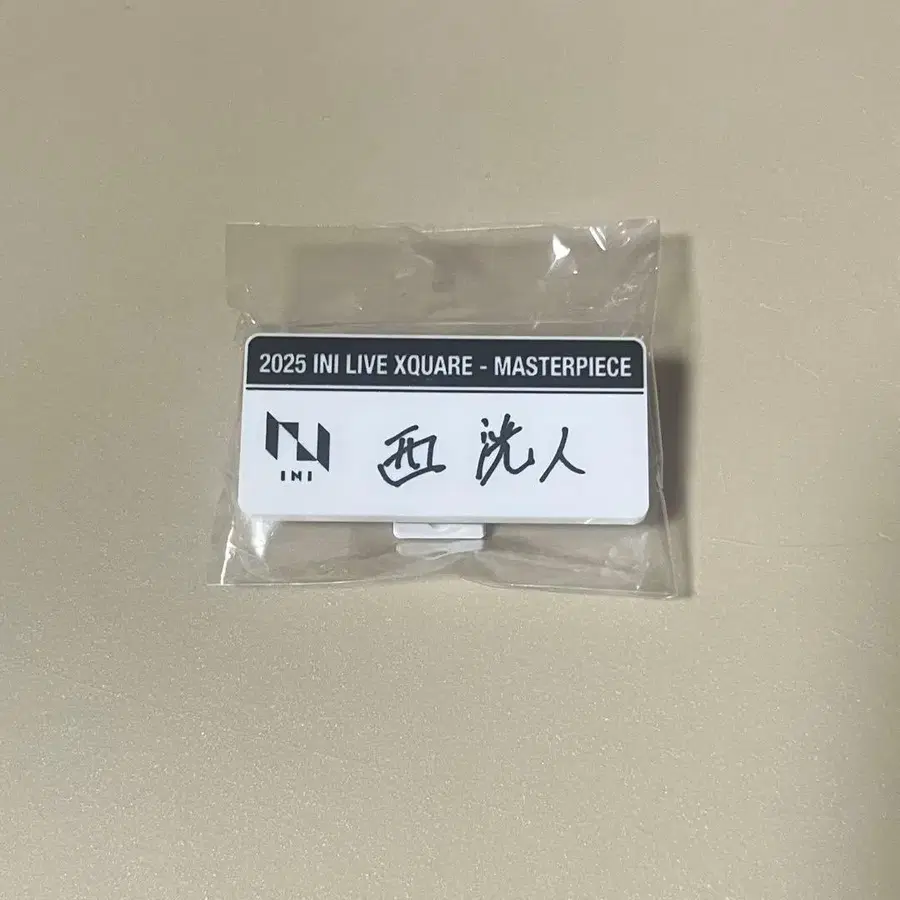 2025 INI LIVE XQUARE - MASTERPIECE
西 洸人
INI